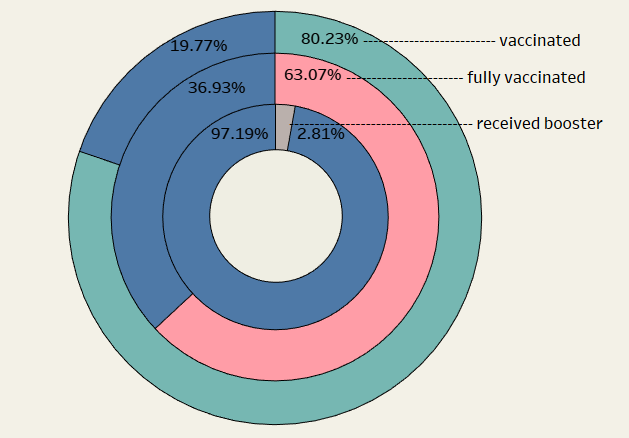 80.23%
vaccinated
19.77%
63.07%
fully vaccinated
36.93%
received booster
97.19%
2.81%